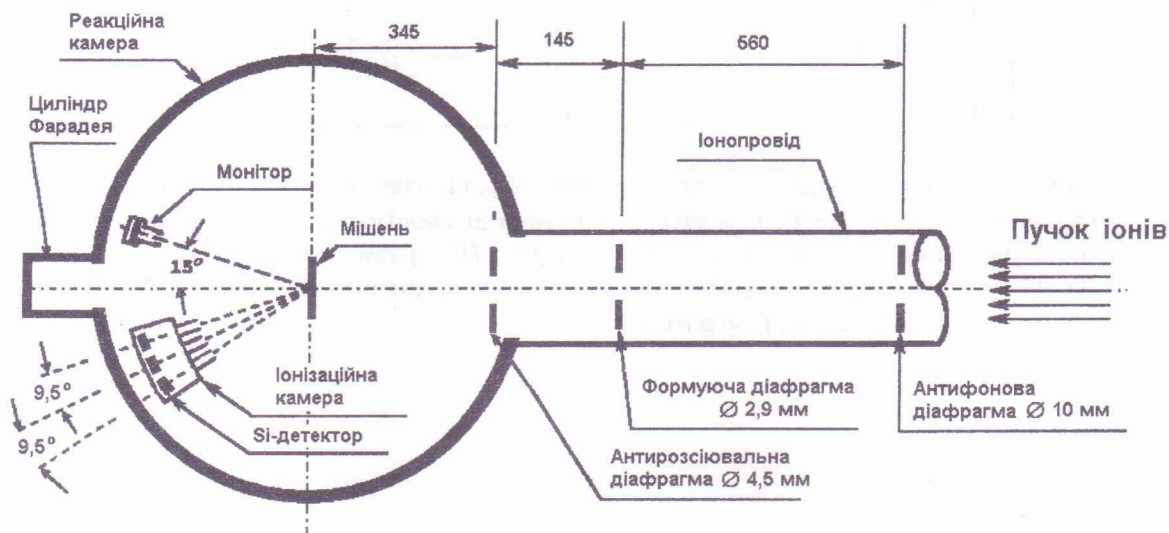 Реакційна
камера
345
145
560
Циліндр
Фарадея
Іонопровід
Монітор
Мішень
Пучок іонів
15°
9,5°
9,5°
Іонізаційна
камера
Si-детектор
Формуюча діафрагма
∅ 2,9 мм
Антифонова
діафрагма ∅ 10 мм
Антирозсіювальна
діафрагма ∅ 4,5 мм